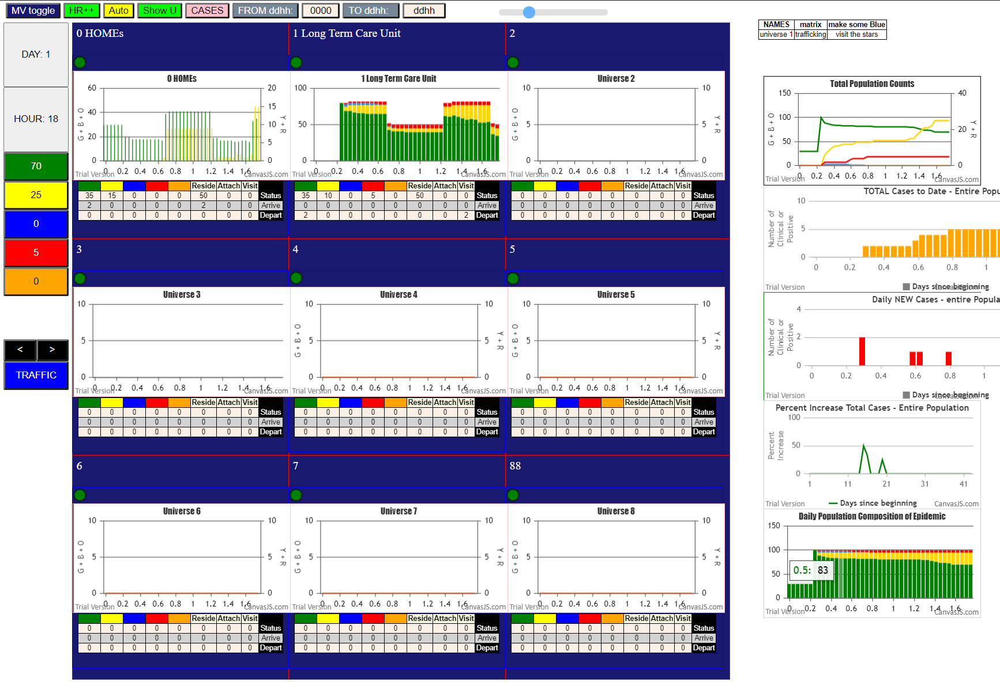 MV toggle HR++ Auto Show U CASES FROM ddhh: 0000 TO ddhh: ddhh
NAMES matrix make some Blue
universe 1 trafficking visit the stars
DAY: 1
HOUR: 18
70
25
0
5
0
< >
TRAFFIC
0 HOMEs
0 HOMEs
60 40 20 0
G + B + O
20 15 10 5 0
Y + R
0 0.2 0.4 0.6 0.8 1 1.2 1.4 1.6
Trial Version CanvasJS.com
Reside Attach Visit
35 15 0 0 0 50 0 0 Status
2 0 0 0 0 2 0 0 Arrive
0 0 0 0 0 0 0 0 Depart
1 Long Term Care Unit
1 Long Term Care Unit
100 50 0
0 0.2 0.4 0.6 0.8 1 1.2 1.4 1.6
Trial Version CanvasJS.com
Reside Attach Visit
35 10 0 5 0 50 0 0 Status
0 0 0 0 0 0 0 0 Arrive
2 0 0 0 0 0 0 2 Depart
2
Universe 2
10 5 0
G + B + O
10 5 0
Y + R
0 0.2 0.4 0.6 0.8 1 1.2 1.4 1.6
Trial Version CanvasJS.com
Reside Attach Visit
0 0 0 0 0 0 0 0 Status
0 0 0 0 0 0 0 0 Arrive
0 0 0 0 0 0 0 0 Depart
3
Universe 3
10 5 0
0 0.2 0.4 0.6 0.8 1 1.2 1.4 1.6
Trial Version CanvasJS.com
Reside Attach Visit
0 0 0 0 0 0 0 0 Status
0 0 0 0 0 0 0 0 Arrive
0 0 0 0 0 0 0 0 Depart
4
Universe 4
10 5 0
G + B + O
10 5 0
Y + R
0 0.2 0.4 0.6 0.8 1 1.2 1.4 1.6
Trial Version CanvasJS.com
Reside Attach Visit
0 0 0 0 0 0 0 0 Status
0 0 0 0 0 0 0 0 Arrive
0 0 0 0 0 0 0 0 Depart
5
Universe 5
10 5 0
G + B + O
10 5 0
Y + R
0 0.2 0.4 0.6 0.8 1 1.2 1.4 1.6
Trial Version CanvasJS.com
Reside Attach Visit
0 0 0 0 0 0 0 0 Status
0 0 0 0 0 0 0 0 Arrive
0 0 0 0 0 0 0 0 Depart
6
Universe 6
10 5 0
G + B + O
10 5 0
Y + R
0 0.2 0.4 0.6 0.8 1 1.2 1.4 1.6
Trial Version CanvasJS.com
Reside Attach Visit
0 0 0 0 0 0 0 0 Status
0 0 0 0 0 0 0 0 Arrive
0 0 0 0 0 0 0 0 Depart
7
Universe 7
10 5 0
G + B + O
10 5 0
Y + R
0 0.2 0.4 0.6 0.8 1 1.2 1.4 1.6
Trial Version CanvasJS.com
Reside Attach Visit
0 0 0 0 0 0 0 0 Status
0 0 0 0 0 0 0 0 Arrive
0 0 0 0 0 0 0 0 Depart
88
Universe 8
10 5 0
G + B + O
10 5 0
Y + R
0 0.2 0.4 0.6 0.8 1 1.2 1.4 1.6
Trial Version CanvasJS.com
Reside Attach Visit
0 0 0 0 0 0 0 0 Status
0 0 0 0 0 0 0 0 Arrive
0 0 0 0 0 0 0 0 Depart
Total Population Counts
150 100 50 0
G + B + O
40 20 0
Y + R
0 0.2 0.4 0.6 0.8 1 1.2 1.4 1.6
Trial Version CanvasJS.com
TOTAL Cases to Date - Entire Popu
10 5 0
Number of
Clinical or
Positive
0 0.2 0.4 0.6 0.8 1
Days since beginning
Trial Version CanvasJS.com
Daily NEW Cases - entire Popula
4 2 0
Number of
Clinical or
Positive
0 0.2 0.4 0.6 0.8 1
Days since beginning
Trial Version CanvasJS.com
Percent Increase Total Cases - Entire Population
100 50 0
Percent
Increase
1 11 21 31 41
Days since beginning
Trial Version CanvasJS.com
Daily Population Composition of Epidemic
150 100 50 0
0.5: 83
0 0.2 0.4 0.6 0.8 1 1.2 1.4 1.6
Trial Version CanvasJS.com